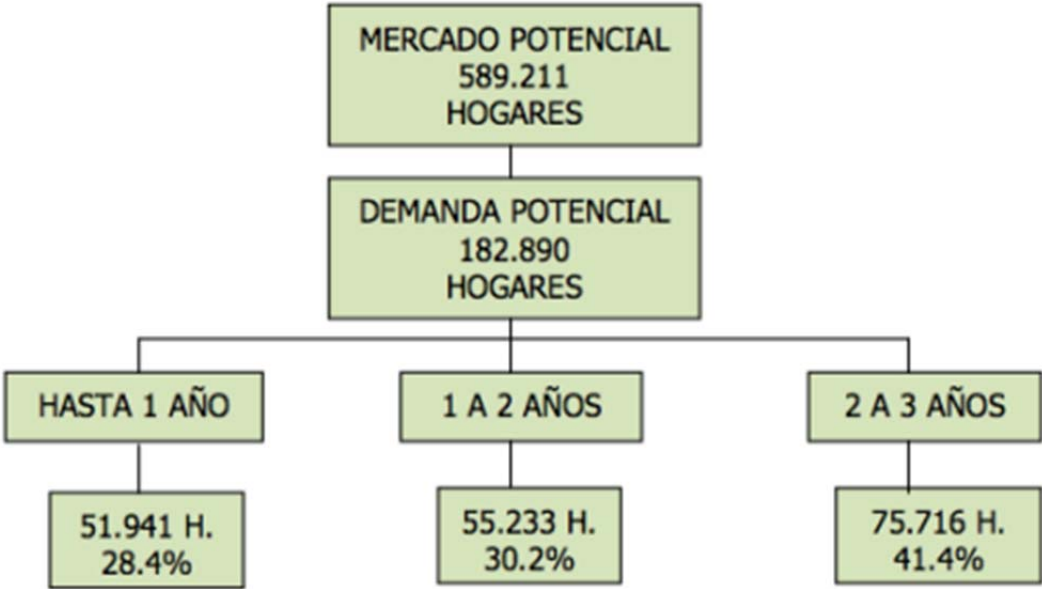 MERCADO POTENCIAL
589.211
HOGARES
DEMANDA POTENCIAL
182.890
HOGARES
HASTA 1 AÑO
1 A 2 AÑOS
2 A 3 AÑOS
51.941 H.
28.4%
55.233 H.
30.2%
75.716 H.
41.4%